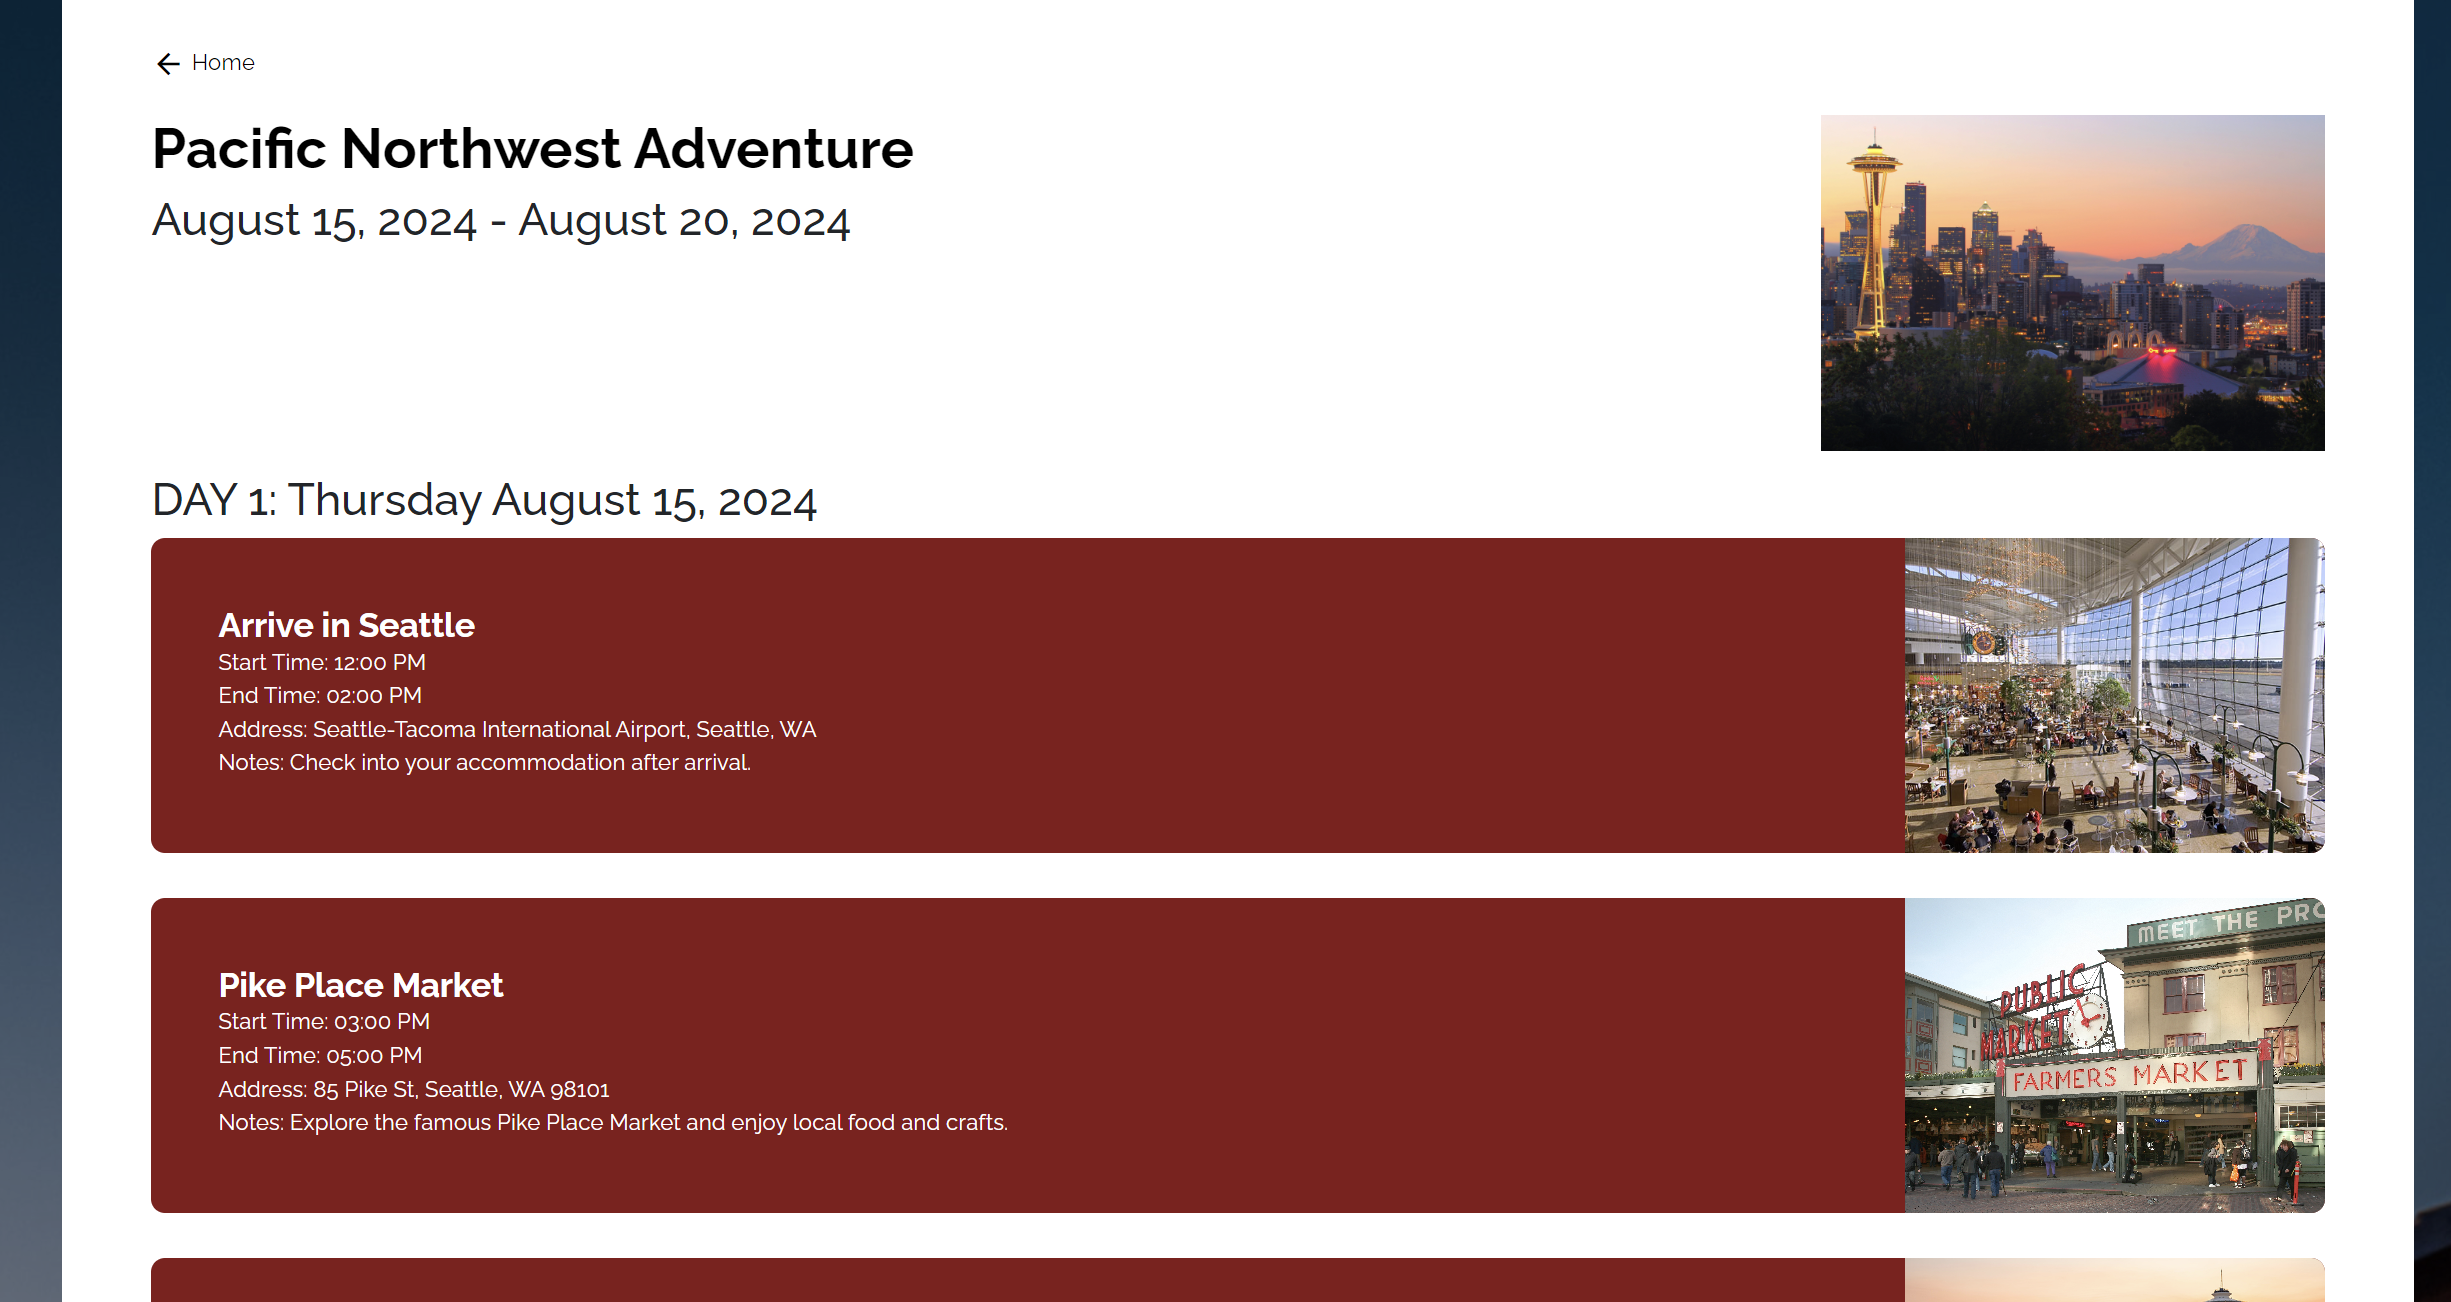 Home
Pacific Northwest Adventure
August 15, 2024 - August 20, 2024
DAY 1: Thursday August 15, 2024
Arrive in Seattle
Start Time: 12:00 PM
End Time: 02:00 PM
Address: Seattle-Tacoma International Airport, Seattle, WA
Notes: Check into your accommodation after arrival.
Pike Place Market
Start Time: 03:00 PM
End Time: 05:00 PM
Address: 85 Pike St, Seattle, WA 98101
Notes: Explore the famous Pike Place Market and enjoy local food and crafts.
MEET THE PRO
PUBLIC
MARKET
FARMERS MARKET